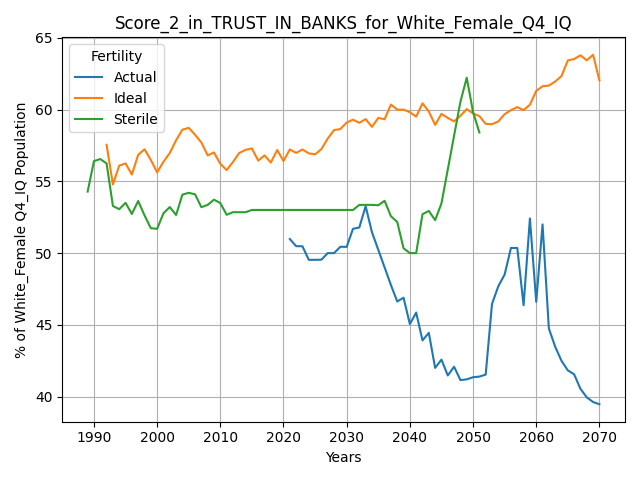 Score_2_in_TRUST_IN_BANKS_for_White_Female_Q4_IQ
Fertility
Actual
Ideal
Sterile
% of White_Female Q4_IQ Population
65
60
55
50
45
40
1990 2000 2010 2020 2030 2040 2050 2060 2070
Years